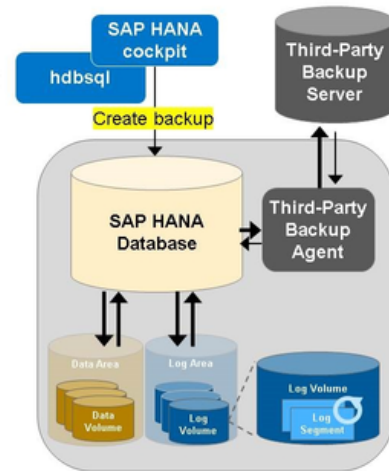 SAP HANA
cockpit
hdbsql
Third-Party
Backup
Server
Create backup
SAP HANA
Database
Third-Party
Backup
Agent
Data Area
Log Area
Data
Volume
Log
Volume
Log Volume
Log
Segment